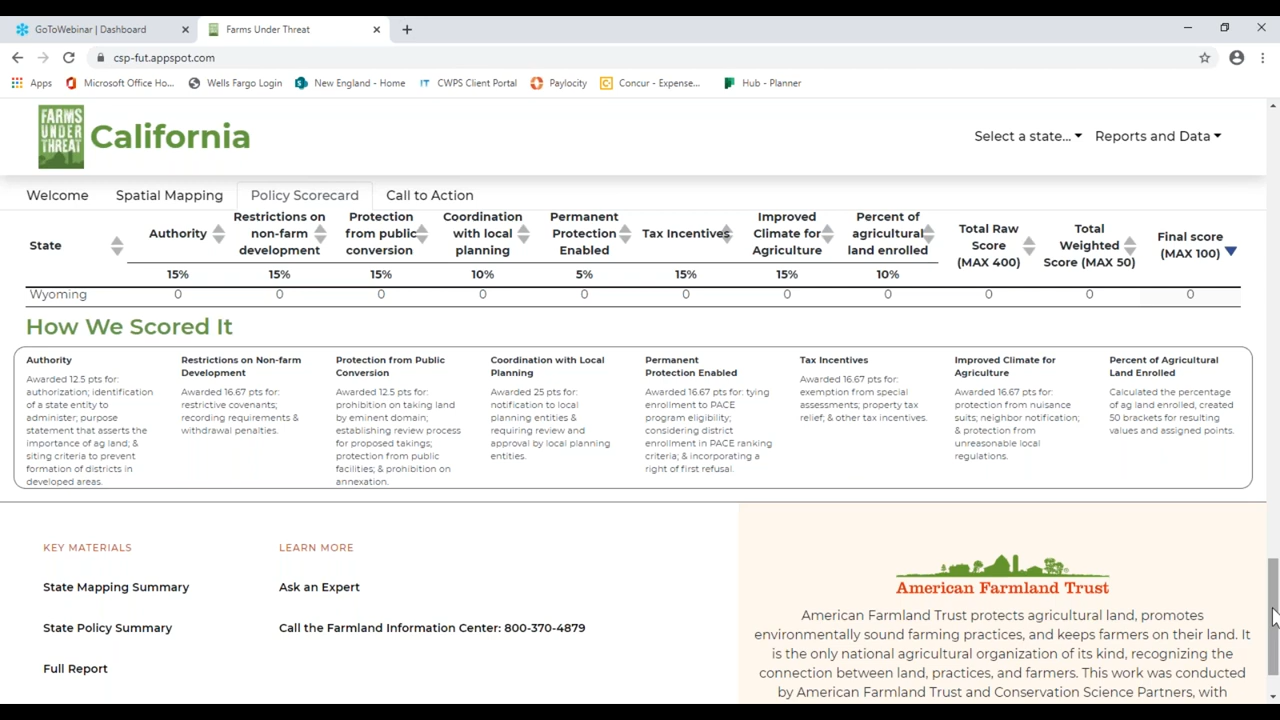 GoToWebinar | Dashboard
Farms Under Threat
csp-fut.appspot.com
Apps
Microsoft Office Ho...
Wells Fargo Login
New England - Home
CWPS Client Portal
Paylocity
Concur - Expense...
Hub - Planner
FARMS
UNDER
THREAT
California
Select a state...
Reports and Data
Welcome
Spatial Mapping
Policy Scorecard
Call to Action
State
Authority
Restrictions on
non-farm
development
Protection
from public
conversion
Coordination
with local
planning
Permanent
Protection
Enabled
Tax Incentives
Improved
Climate for
Agriculture
Percent of
agricultural
land enrolled
Total Raw
Score
(MAX 400)
Total
Weighted
Score (MAX 50)
Final score
(MAX 100)
15% 15% 15% 10% 5% 15% 15% 10%
Wyoming 0 0 0 0 0 0 0 0 0 0 0
How We Scored It
Authority
Awarded 12.5 pts for:
authorization; identification
of a state entity to
administer; purpose
statement that asserts the
importance of ag land; &
siting criteria to prevent
formation of districts in
developed areas.
Restrictions on Non-farm
Development
Awarded 16.67 pts for:
restrictive covenants;
recording requirements &
withdrawal penalties.
Protection from Public
Conversion
Awarded 12.5 pts for:
prohibition on taking land
by eminent domain;
establishing review process
for proposed takings;
protection from public
facilities; & prohibition on
annexation.
Coordination with Local
Planning
Awarded 25 pts for:
notification to local
planning entities &
requiring review and
approval by local planning
entities.
Permanent
Protection Enabled
Awarded 16.67 pts for: tying
enrollment to PACE
program eligibility;
considering district
enrollment in PACE ranking
criteria; & incorporating a
right of first refusal.
Tax Incentives
Awarded 16.67 pts for:
exemption from special
assessments; property tax
relief; & other tax incentives.
Improved Climate for
Agriculture
Awarded 16.67 pts for:
protection from nuisance
suits; neighbor notification;
& protection from
unreasonable local
regulations.
Percent of Agricultural
Land Enrolled
Calculated the percentage
of ag land enrolled, created
50 brackets for resulting
values and assigned points.
KEY MATERIALS
State Mapping Summary
State Policy Summary
Full Report
LEARN MORE
Ask an Expert
Call the Farmland Information Center: 800-370-4879
American Farmland Trust
American Farmland Trust protects agricultural land, promotes
environmentally sound farming practices, and keeps farmers on their land. It
is the only national agricultural organization of its kind, recognizing the
connection between land, practices, and farmers. This work was conducted
by American Farmland Trust and Conservation Science Partners, with